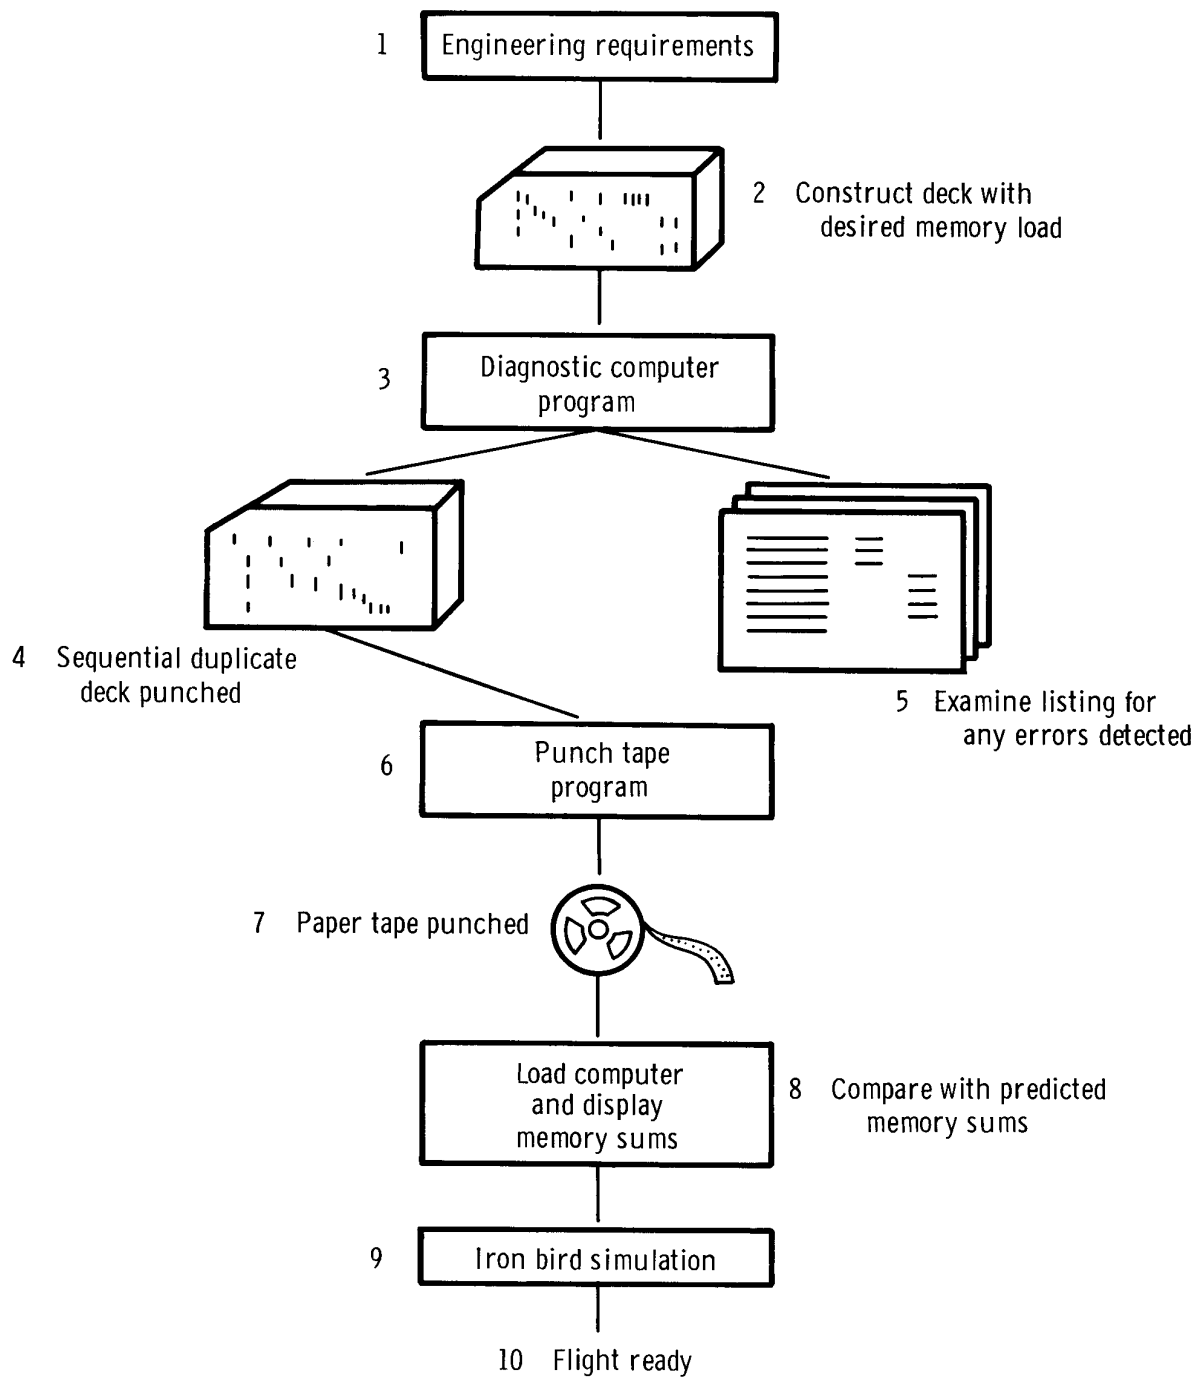 1 Engineering requirements
2 Construct deck with
desired memory load
3 Diagnostic computer
program
4 Sequential duplicate
deck punched
5 Examine listing for
any errors detected
6 Punch tape
program
7 Paper tape punched
Load computer
and display
memory sums
8 Compare with predicted
memory sums
9 Iron bird simulation
10 Flight ready